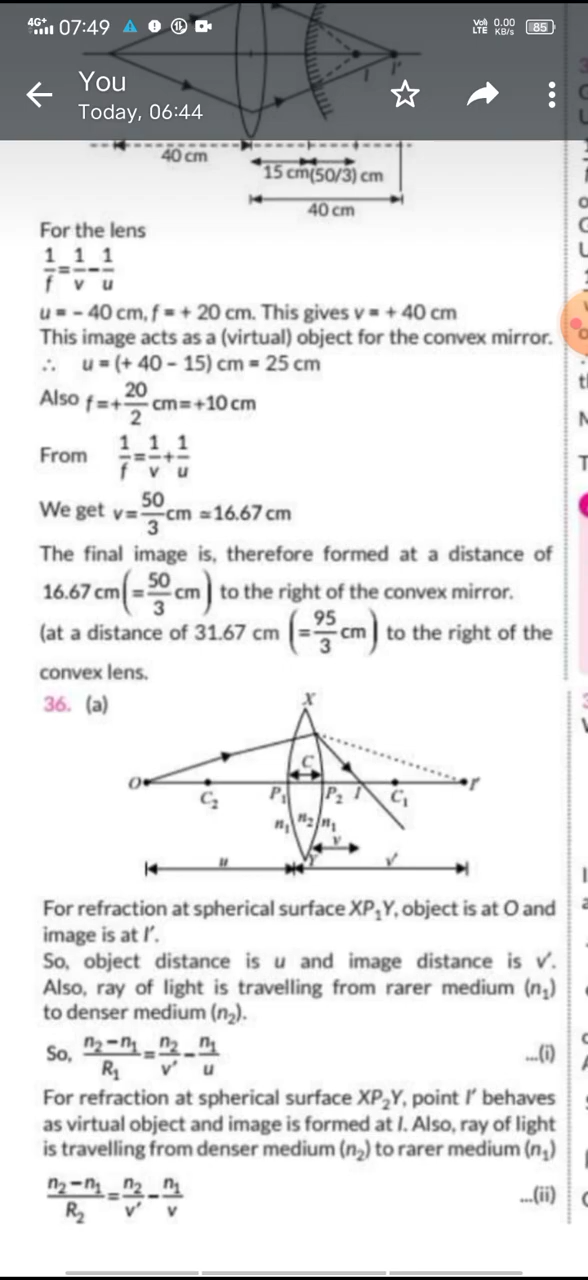 4G+ 07:49 Vo)) LTE 0.00 KB/s 85
You
Today, 06:44
I I'
40 cm
15 cm (50/3) cm
40 cm
For the lens
1/f = 1/v - 1/u
u = - 40 cm, f = + 20 cm. This gives v = + 40 cm
This image acts as a (virtual) object for the convex mirror.
∴ u = (+ 40 - 15) cm = 25 cm
Also f = + 20/2 cm = +10 cm
From 1/f = 1/v + 1/u
We get v = 50/3 cm ≃ 16.67 cm
The final image is, therefore formed at a distance of
16.67 cm (= 50/3 cm) to the right of the convex mirror.
(at a distance of 31.67 cm (= 95/3 cm) to the right of the
convex lens.
36. (a)
X
C
O C₂ P₁ P₂ I C₁ I'
n₁ n₂ n₁
Y v
u v'
For refraction at spherical surface XP₁Y, object is at O and
image is at I'.
So, object distance is u and image distance is v'.
Also, ray of light is travelling from rarer medium (n₁)
to denser medium (n₂).
So, (n₂ - n₁)/R₁ = n₂/v' - n₁/u ...(i)
For refraction at spherical surface XP₂Y, point I' behaves
as virtual object and image is formed at I. Also, ray of light
is travelling from denser medium (n₂) to rarer medium (n₁)
(n₂ - n₁)/R₂ = n₂/v' - n₁/v ...(ii)